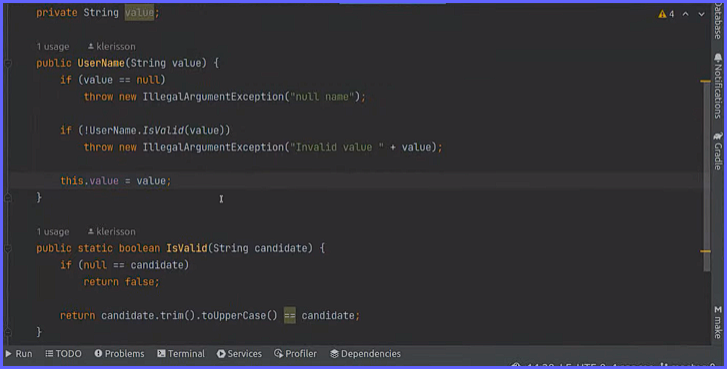 private String value;
4
1 usage klerisson
public UserName(String value) {
if (value == null)
throw new IllegalArgumentException("null name");
if (!UserName.IsValid(value))
throw new IllegalArgumentException("Invalid value " + value);
this.value = value;
}
1 usage klerisson
public static boolean IsValid(String candidate) {
if (null == candidate)
return false;
return candidate.trim().toUpperCase() == candidate;
}
Database
Notifications
Gradle
M make
Run TODO Problems Terminal Services Profiler Dependencies